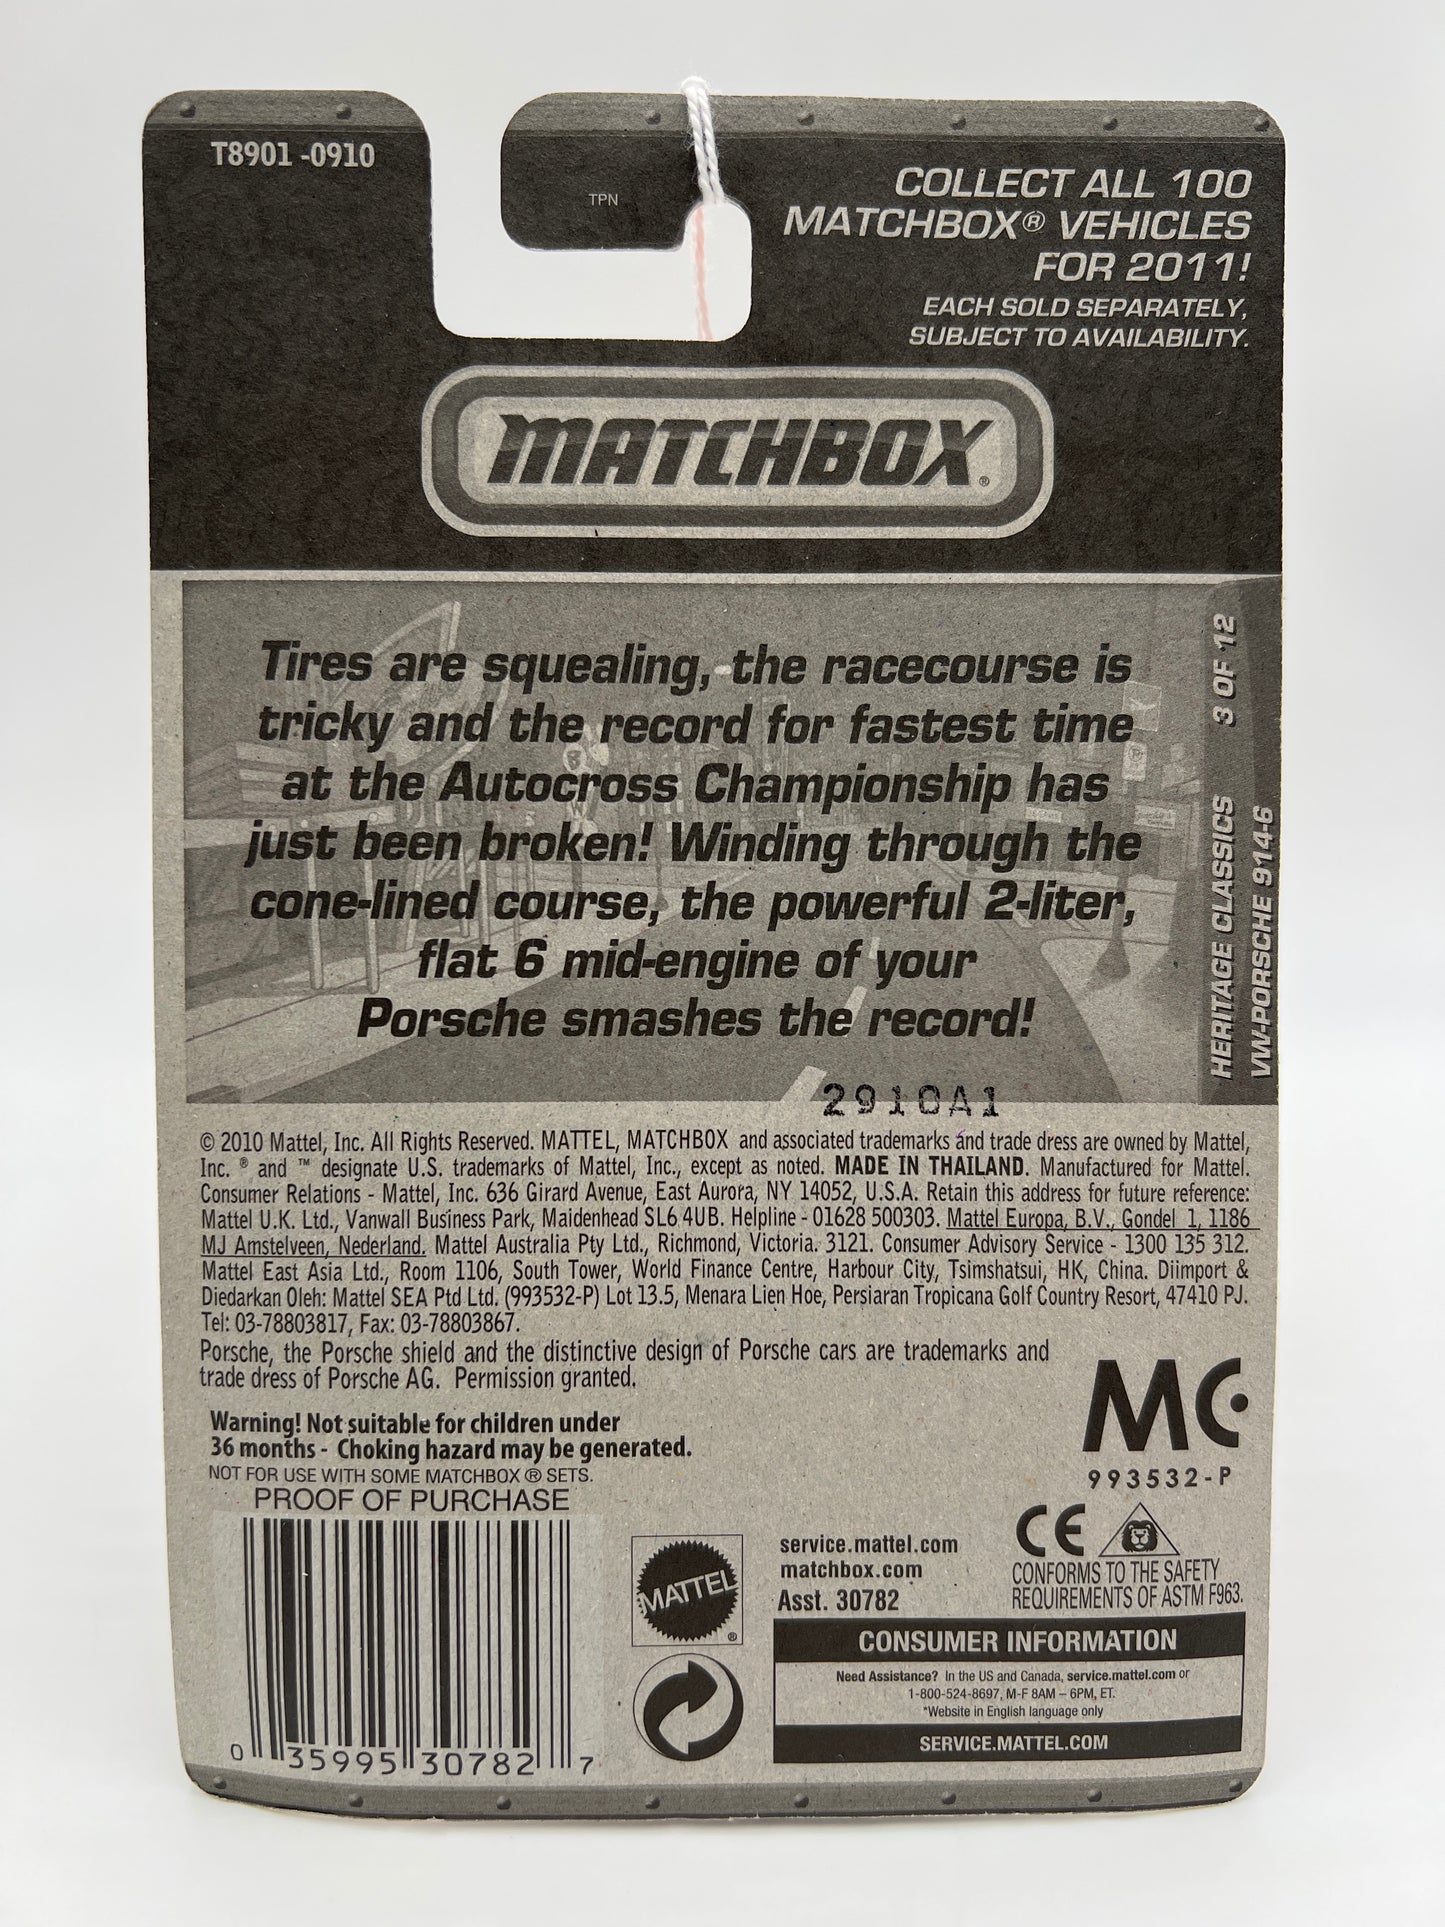 T8901 -0910
TPN
COLLECT ALL 100
MATCHBOX® VEHICLES
FOR 2011!
EACH SOLD SEPARATELY,
SUBJECT TO AVAILABILITY.
MATCHBOX®
Tires are squealing, the racecourse is
tricky and the record for fastest time
at the Autocross Championship has
just been broken! Winding through the
cone-lined course, the powerful 2-liter,
flat 6 mid-engine of your
Porsche smashes the record!
HERITAGE CLASSICS 3 OF 12
VW-PORSCHE 914-6
2910A1
© 2010 Mattel, Inc. All Rights Reserved. MATTEL, MATCHBOX and associated trademarks and trade dress are owned by Mattel,
Inc. ® and ™ designate U.S. trademarks of Mattel, Inc., except as noted. MADE IN THAILAND. Manufactured for Mattel.
Consumer Relations - Mattel, Inc. 636 Girard Avenue, East Aurora, NY 14052, U.S.A. Retain this address for future reference:
Mattel U.K. Ltd., Vanwall Business Park, Maidenhead SL6 4UB. Helpline - 01628 500303. Mattel Europa, B.V., Gondel 1, 1186
MJ Amstelveen, Nederland. Mattel Australia Pty Ltd., Richmond, Victoria. 3121. Consumer Advisory Service - 1300 135 312.
Mattel East Asia Ltd., Room 1106, South Tower, World Finance Centre, Harbour City, Tsimshatsui, HK, China. Diimport &
Diedarkan Oleh: Mattel SEA Ptd Ltd. (993532-P) Lot 13.5, Menara Lien Hoe, Persiaran Tropicana Golf Country Resort, 47410 PJ.
Tel: 03-78803817, Fax: 03-78803867.
Porsche, the Porsche shield and the distinctive design of Porsche cars are trademarks and
trade dress of Porsche AG. Permission granted.
MC
993532-P
Warning! Not suitable for children under
36 months - Choking hazard may be generated.
NOT FOR USE WITH SOME MATCHBOX ® SETS.
PROOF OF PURCHASE
0 35995 30782 7
MATTEL®
service.mattel.com
matchbox.com
Asst. 30782
CE
CONFORMS TO THE SAFETY
REQUIREMENTS OF ASTM F963.
CONSUMER INFORMATION
Need Assistance? In the US and Canada, service.mattel.com or
1-800-524-8697, M-F 8AM – 6PM, ET.
*Website in English language only
SERVICE.MATTEL.COM